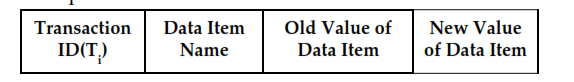 Transaction ID(Tᵢ)
Data Item Name
Old Value of Data Item
New Value of Data Item